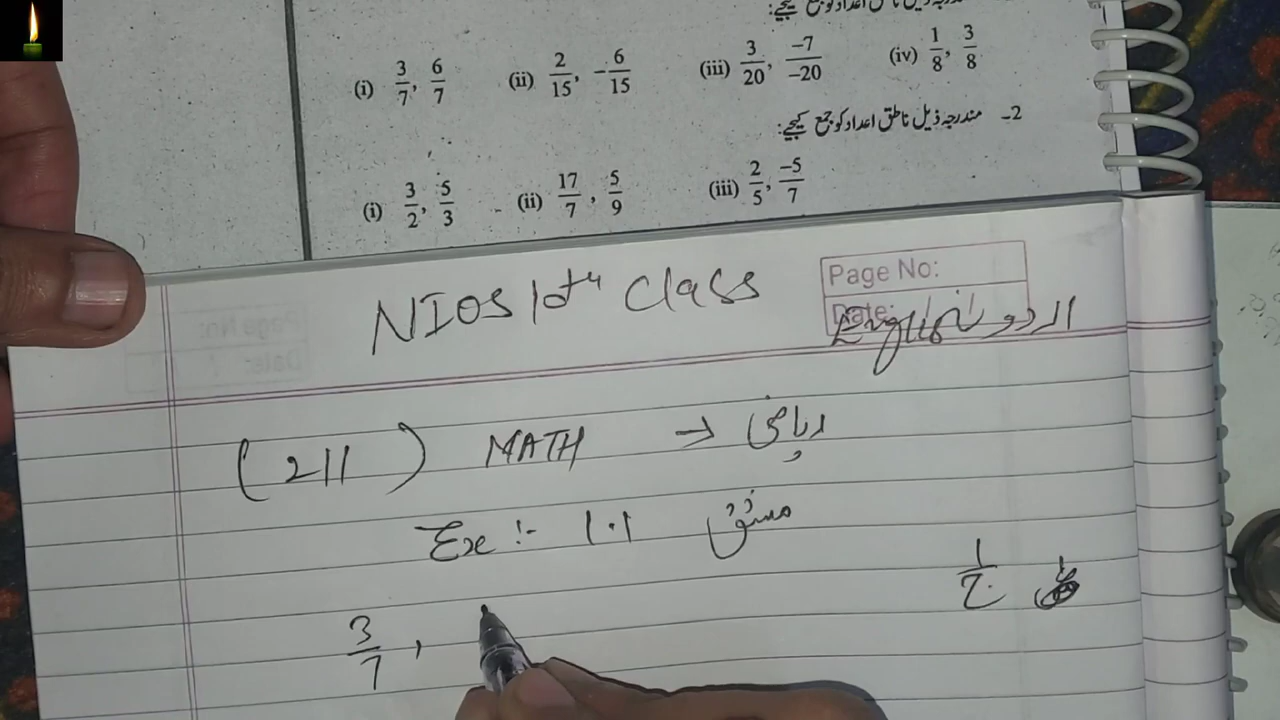 (i) 3/7, 6/7 (ii) 2/15, -6/15 (iii) 3/20, -7/-20 (iv) 1/8, 3/8
2- مندرجہ ذیل ناطق اعداد کو جمع کیجیے:
(i) 3/2, 5/3 (ii) 17/7, 5/9 (iii) 2/5, -5/7
NIOS 10th Class
Page No:
Date:
English اردو
(211) MATH → ریاضی
Exe :- 1.1 مشق
3/7,